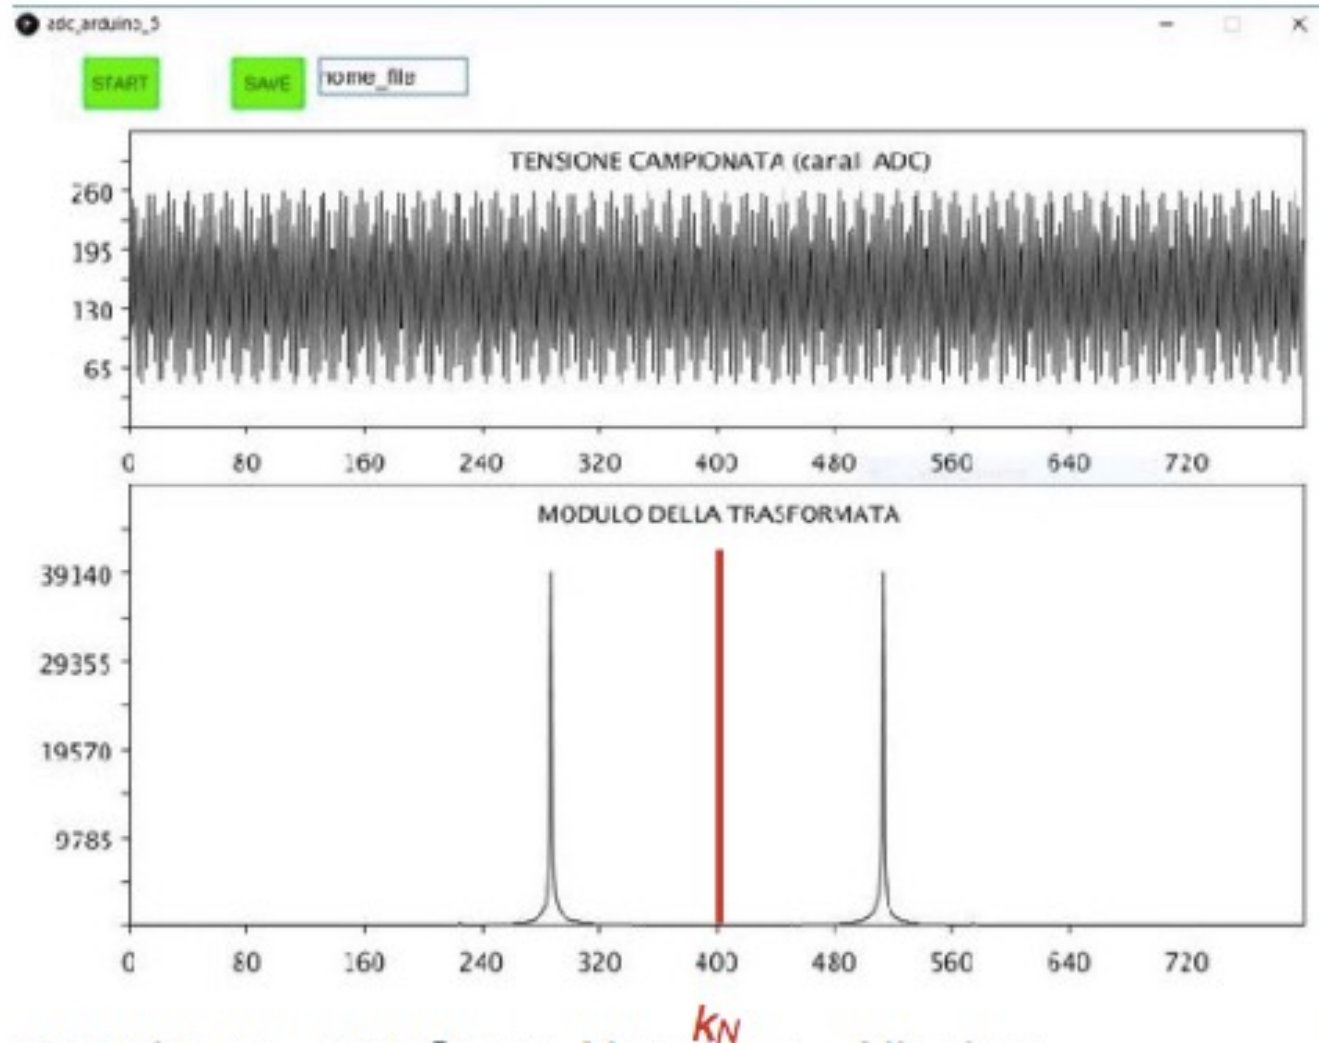 adc_arduino_5
START SAVE nome_file
TENSIONE CAMPIONATA (canali ADC)
260
195
130
65
0 80 160 240 320 400 480 560 640 720
MODULO DELLA TRASFORMATA
39140
29355
19570
9785
0 80 160 240 320 400 480 560 640 720
kN